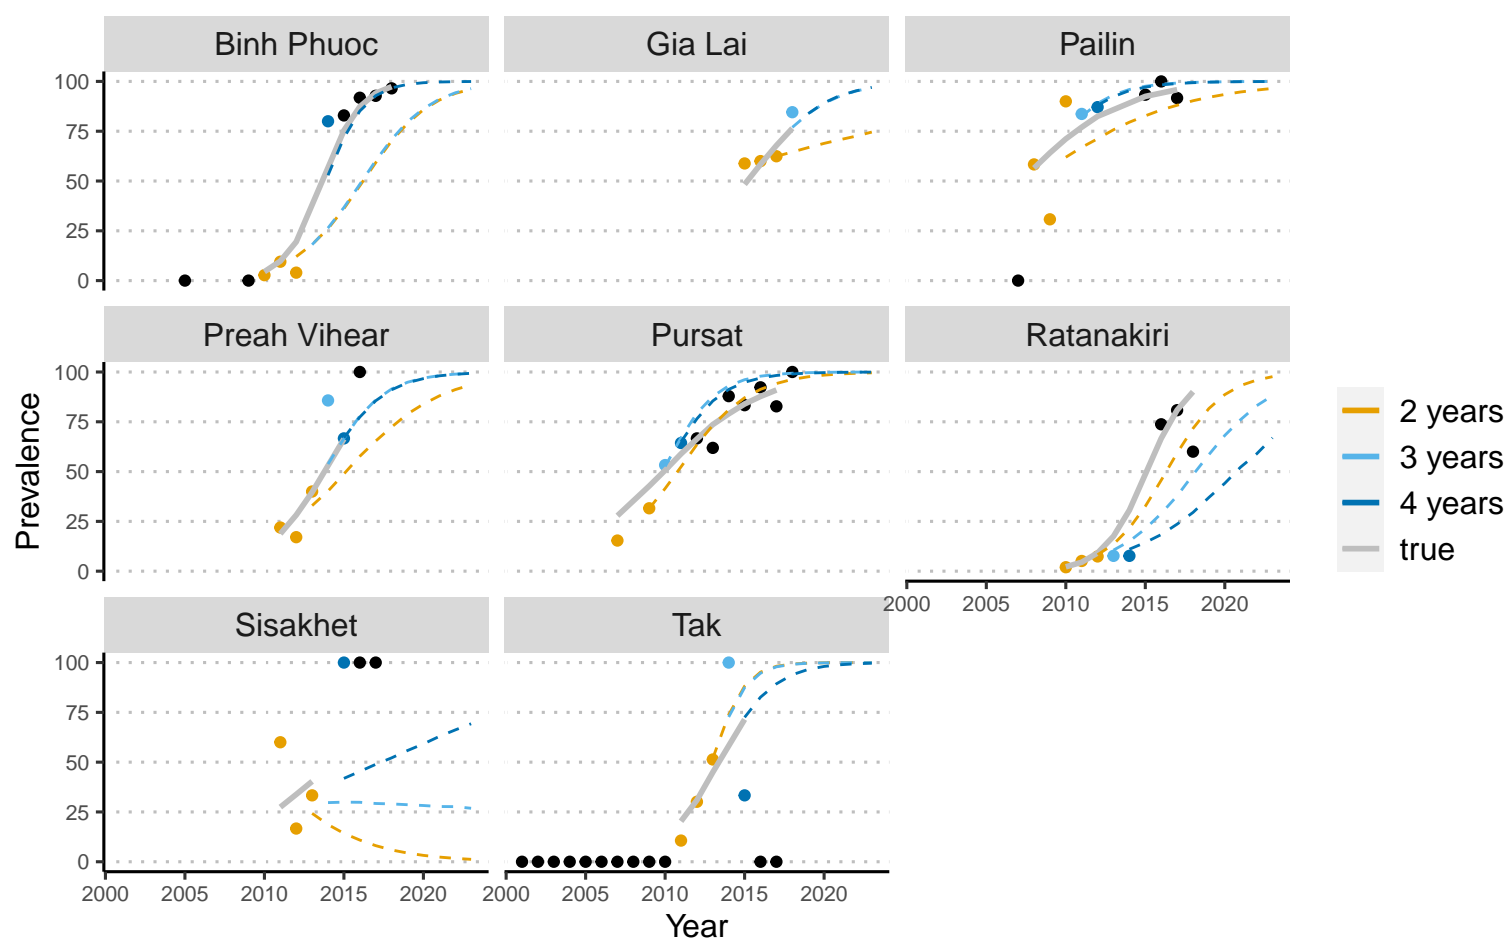 Binh Phuoc
Gia Lai
Pailin
100
75
50
25
0
Preah Vihear
Pursat
Ratanakiri
100
75
50
25
0
2000 2005 2010 2015 2020
Sisakhet
Tak
100
75
50
25
0
2000 2005 2010 2015 2020
2000 2005 2010 2015 2020
Year
Prevalence
2 years
3 years
4 years
true